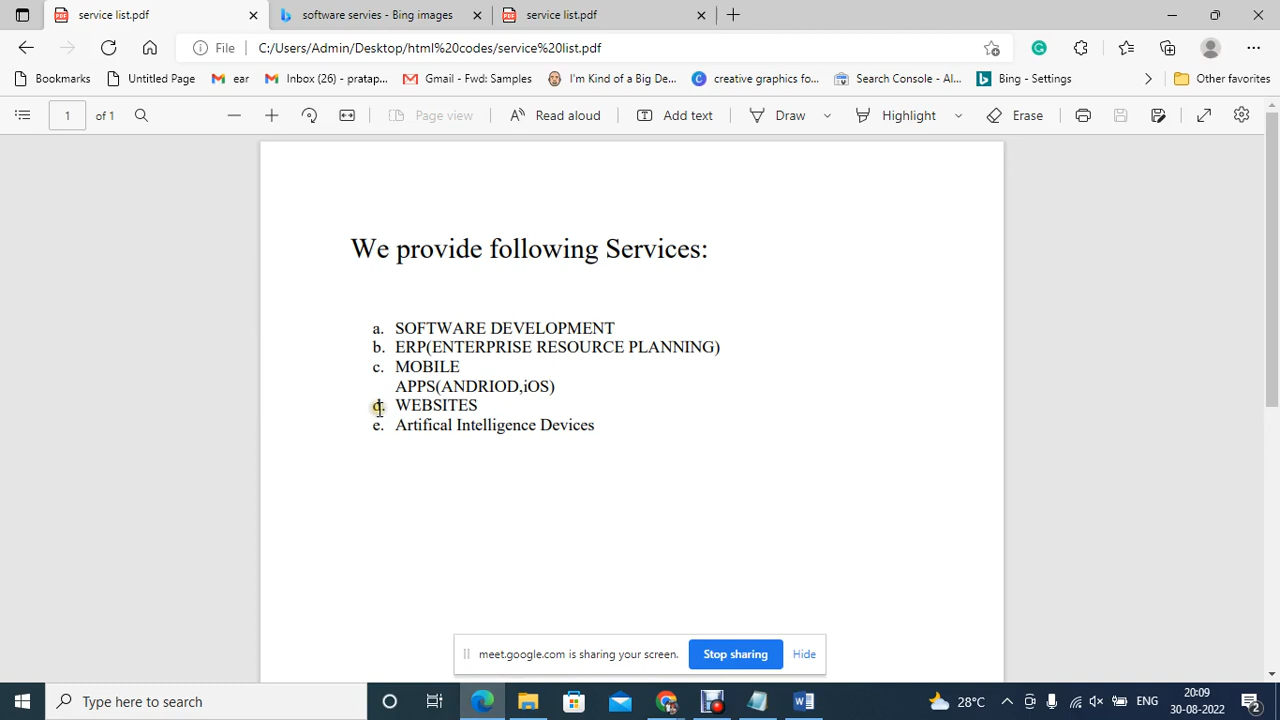 service list.pdf
software servies - Bing images
service list.pdf
File
C:/Users/Admin/Desktop/html%20codes/service%20list.pdf
Bookmarks
Untitled Page
ear
Inbox (26) - pratap...
Gmail - Fwd: Samples
I'm Kind of a Big De...
creative graphics fo...
Search Console - Al...
Bing - Settings
Other favorites
1 of 1
Page view
Read aloud
Add text
Draw
Highlight
Erase
We provide following Services:
a. SOFTWARE DEVELOPMENT
b. ERP(ENTERPRISE RESOURCE PLANNING)
c. MOBILE
APPS(ANDRIOD,iOS)
d. WEBSITES
e. Artifical Intelligence Devices
meet.google.com is sharing your screen.
Stop sharing
Hide
Type here to search
28°C
ENG
20:09
30-08-2022
2